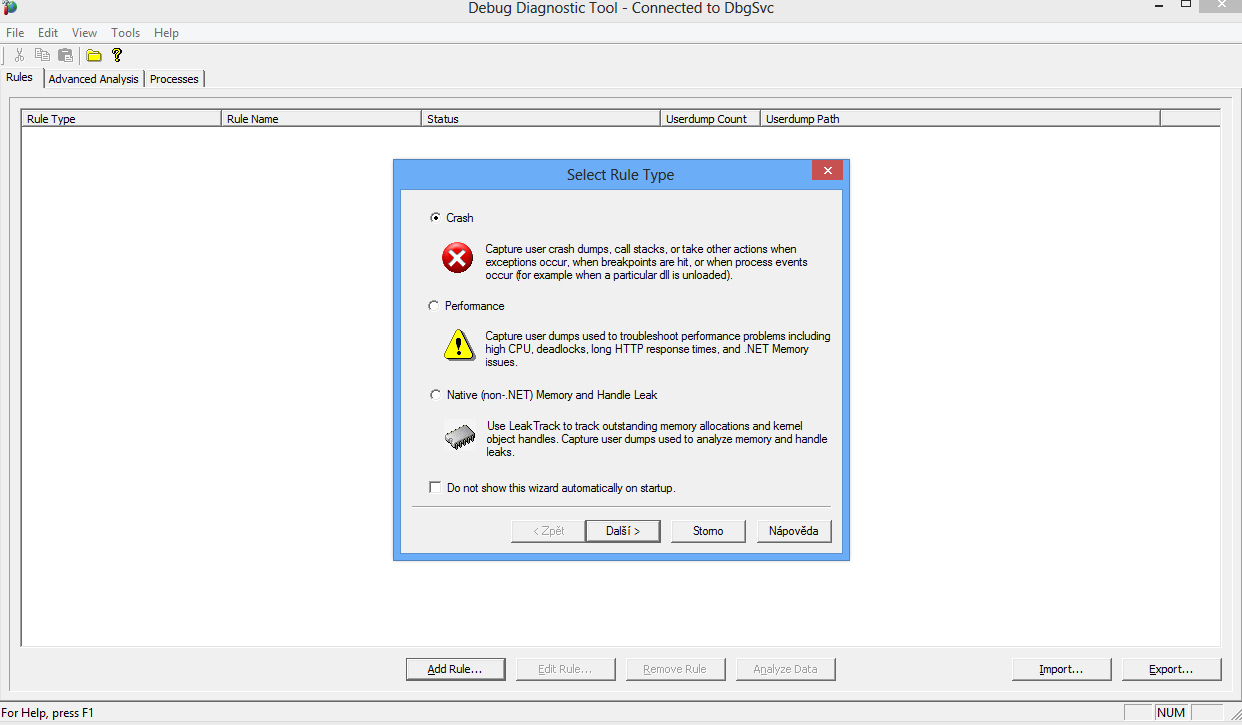 Debug Diagnostic Tool - Connected to DbgSvc
File Edit View Tools Help
Rules Advanced Analysis Processes
Rule Type Rule Name Status Userdump Count Userdump Path
Select Rule Type
Crash
Capture user crash dumps, call stacks, or take other actions when
exceptions occur, when breakpoints are hit, or when process events
occur (for example when a particular dll is unloaded).
Performance
Capture user dumps used to troubleshoot performance problems including
high CPU, deadlocks, long HTTP response times, and .NET Memory
issues.
Native (non-.NET) Memory and Handle Leak
Use LeakTrack to track outstanding memory allocations and kernel
object handles. Capture user dumps used to analyze memory and handle
leaks.
Do not show this wizard automatically on startup.
< Zpět Další > Storno Nápověda
Add Rule... Edit Rule... Remove Rule Analyze Data Import... Export...
For Help, press F1 NUM